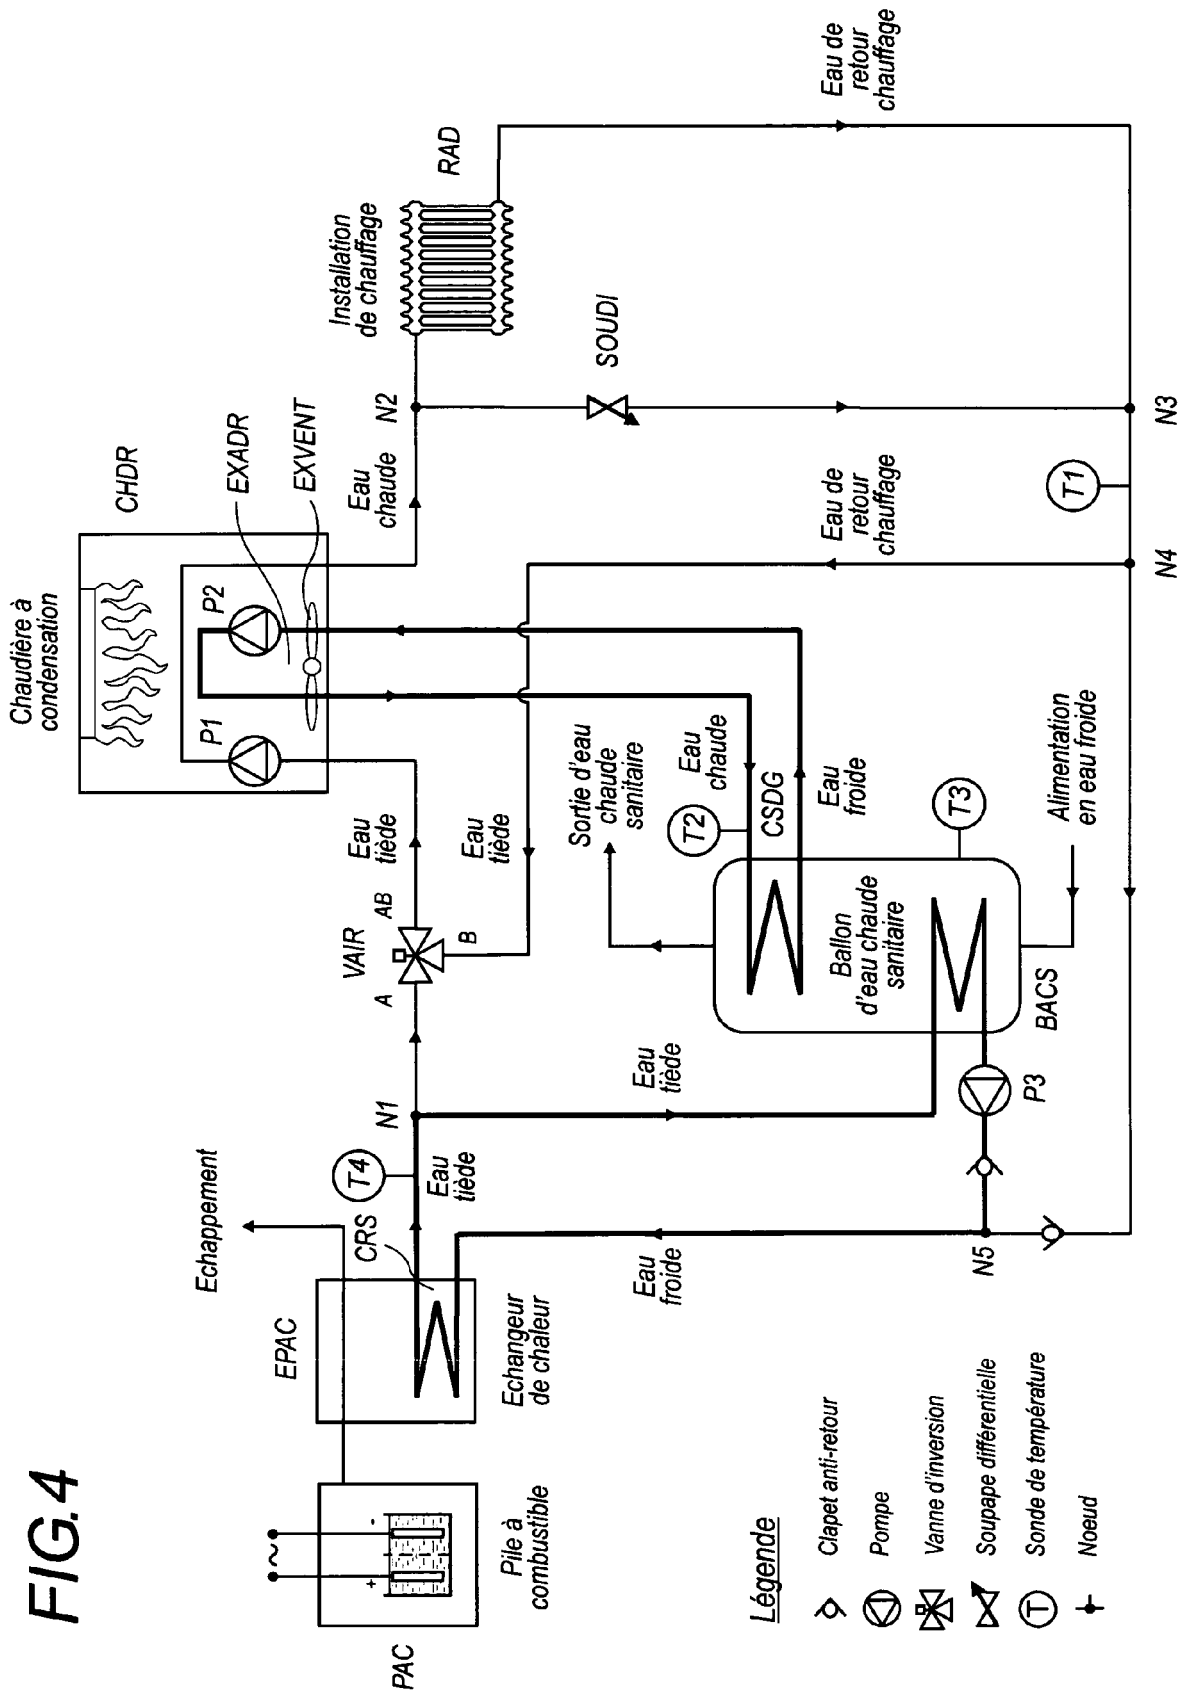 FIG.4
PAC
Pile à
combustible
+
-
~
EPAC
Echangeur
de chaleur
CRS
Echappement
T4
Eau
tiède
N1
A
VAIR
AB
B
Eau
tiède
Eau
tiède
Chaudière à
condensation
CHDR
P1
P2
EXADR
EXVENT
Eau
chaude
N2
Installation
de chauffage
RAD
SOUDI
Eau de
retour
chauffage
Eau de
retour
chauffage
T1
N3
N4
Eau
tiède
Eau
froide
N5
P3
BACS
Ballon
d'eau chaude
sanitaire
Sortie d'eau
chaude
sanitaire
T2
Eau
chaude
CSDG
Eau
froide
T3
Alimentation
en eau froide
Légende
Clapet anti-retour
Pompe
Vanne d'inversion
Soupape différentielle
T
Sonde de température
Noeud